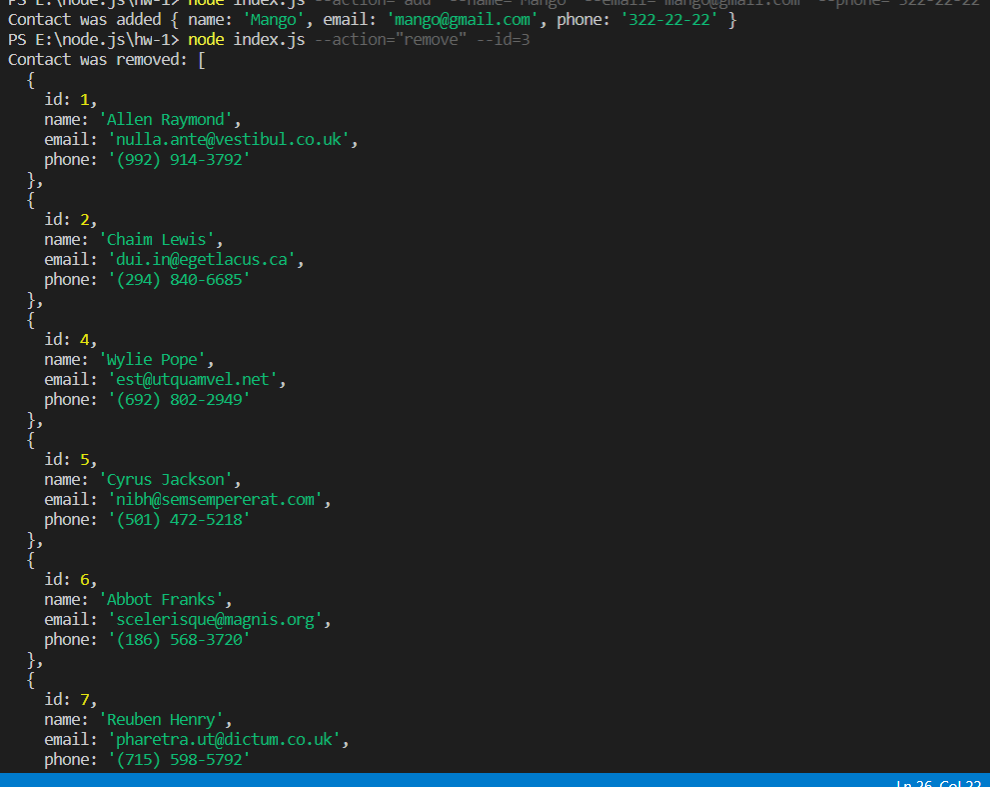 PS E:\node.js\hw-1> node index.js --action="add" --name="Mango" --email="mango@gmail.com" --phone="322-22-22
Contact was added { name: 'Mango', email: 'mango@gmail.com', phone: '322-22-22' }
PS E:\node.js\hw-1> node index.js --action="remove" --id=3
Contact was removed: [
  {
    id: 1,
    name: 'Allen Raymond',
    email: 'nulla.ante@vestibul.co.uk',
    phone: '(992) 914-3792'
  },
  {
    id: 2,
    name: 'Chaim Lewis',
    email: 'dui.in@egetlacus.ca',
    phone: '(294) 840-6685'
  },
  {
    id: 4,
    name: 'Wylie Pope',
    email: 'est@utquamvel.net',
    phone: '(692) 802-2949'
  },
  {
    id: 5,
    name: 'Cyrus Jackson',
    email: 'nibh@semsempererat.com',
    phone: '(501) 472-5218'
  },
  {
    id: 6,
    name: 'Abbot Franks',
    email: 'scelerisque@magnis.org',
    phone: '(186) 568-3720'
  },
  {
    id: 7,
    name: 'Reuben Henry',
    email: 'pharetra.ut@dictum.co.uk',
    phone: '(715) 598-5792'
Ln 26, Col 22